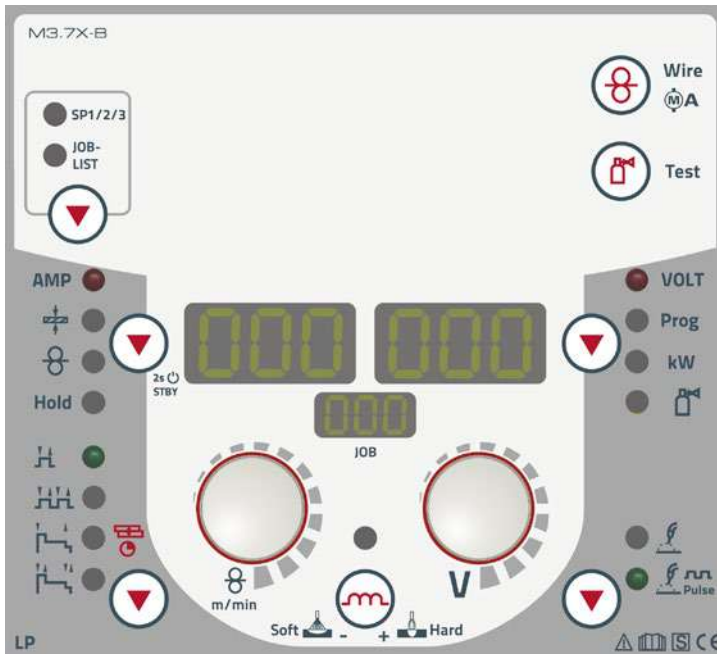 M3.7X-B
SP1/2/3
JOB-
LIST
Wire
M A
Test
AMP
VOLT
Prog
kW
Hold
000
000
2s
STBY
000
JOB
m/min
V
Pulse
Soft - + Hard
LP
S CE